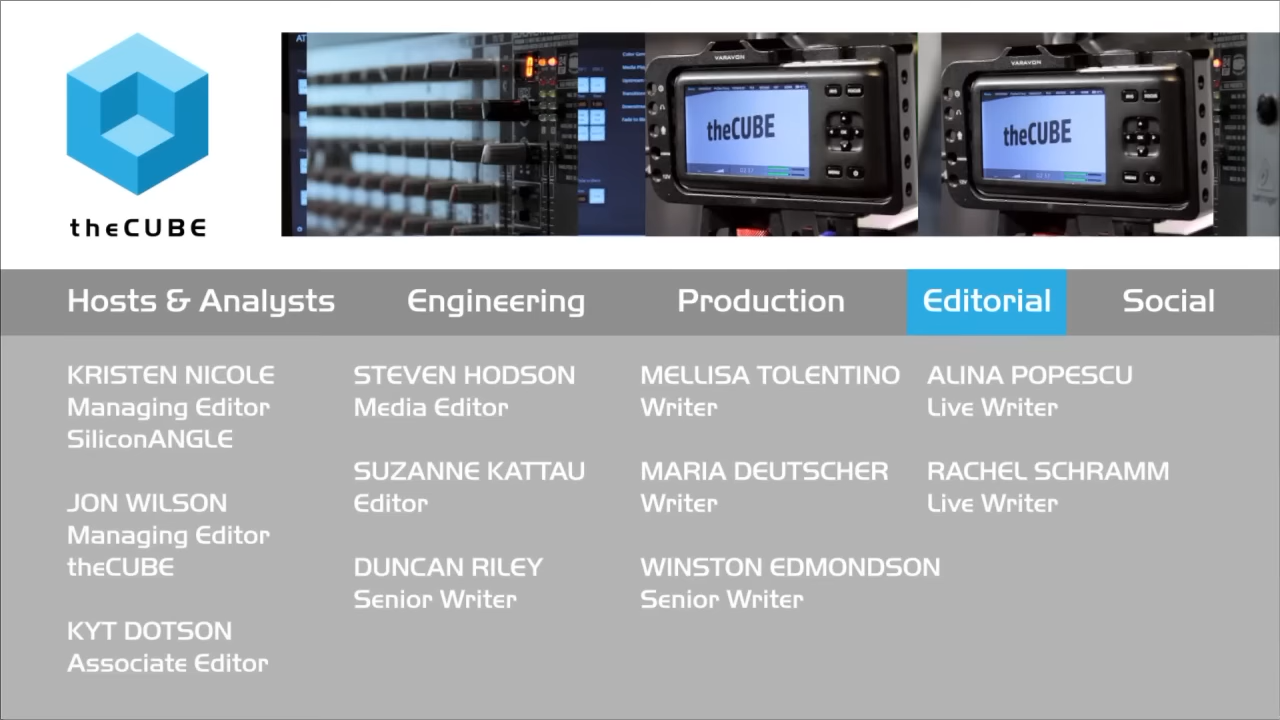 theCUBE
VARAVON
theCUBE
VARAVON
theCUBE
Hosts & Analysts
Engineering
Production
Editorial
Social
KRISTEN NICOLE
Managing Editor
SiliconANGLE
JON WILSON
Managing Editor
theCUBE
KYT DOTSON
Associate Editor
STEVEN HODSON
Media Editor
SUZANNE KATTAU
Editor
DUNCAN RILEY
Senior Writer
MELLISA TOLENTINO
Writer
MARIA DEUTSCHER
Writer
WINSTON EDMONDSON
Senior Writer
ALINA POPESCU
Live Writer
RACHEL SCHRAMM
Live Writer